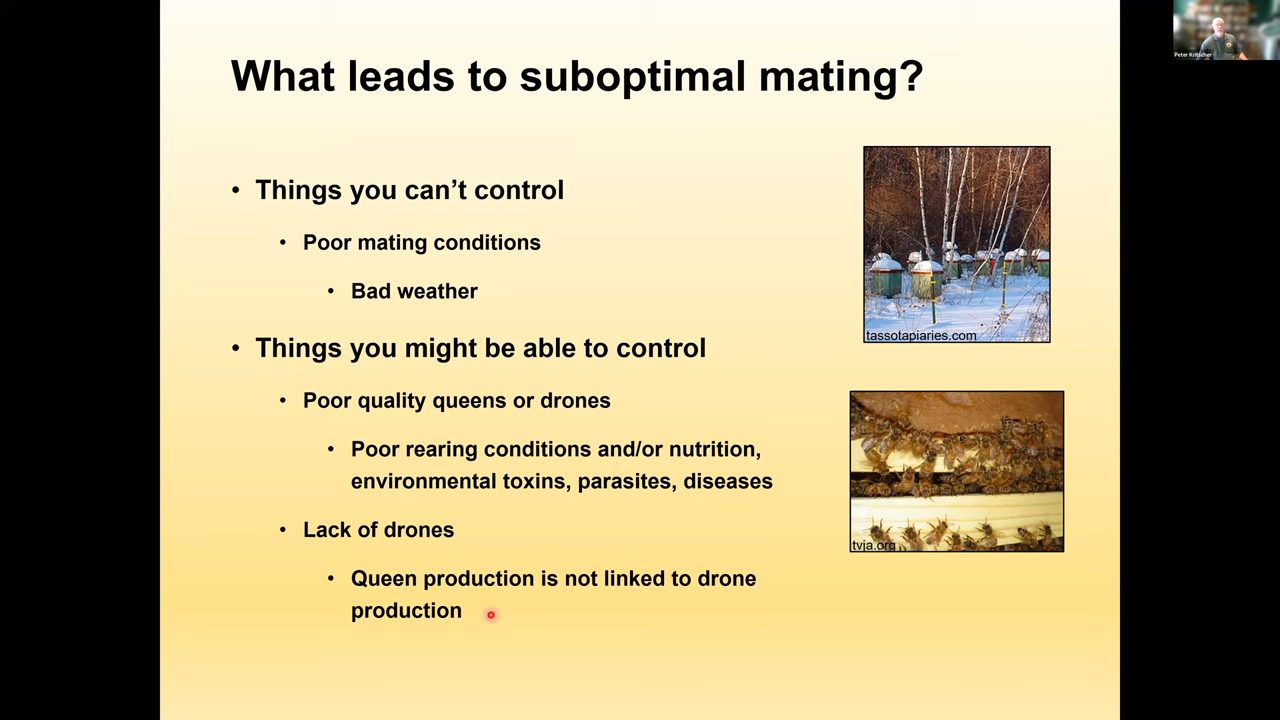 What leads to suboptimal mating?
• Things you can’t control
• Poor mating conditions
• Bad weather
• Things you might be able to control
• Poor quality queens or drones
• Poor rearing conditions and/or nutrition,
environmental toxins, parasites, diseases
• Lack of drones
• Queen production is not linked to drone
production
tassotapiaries.com
tvja.org
Peter Kritscher